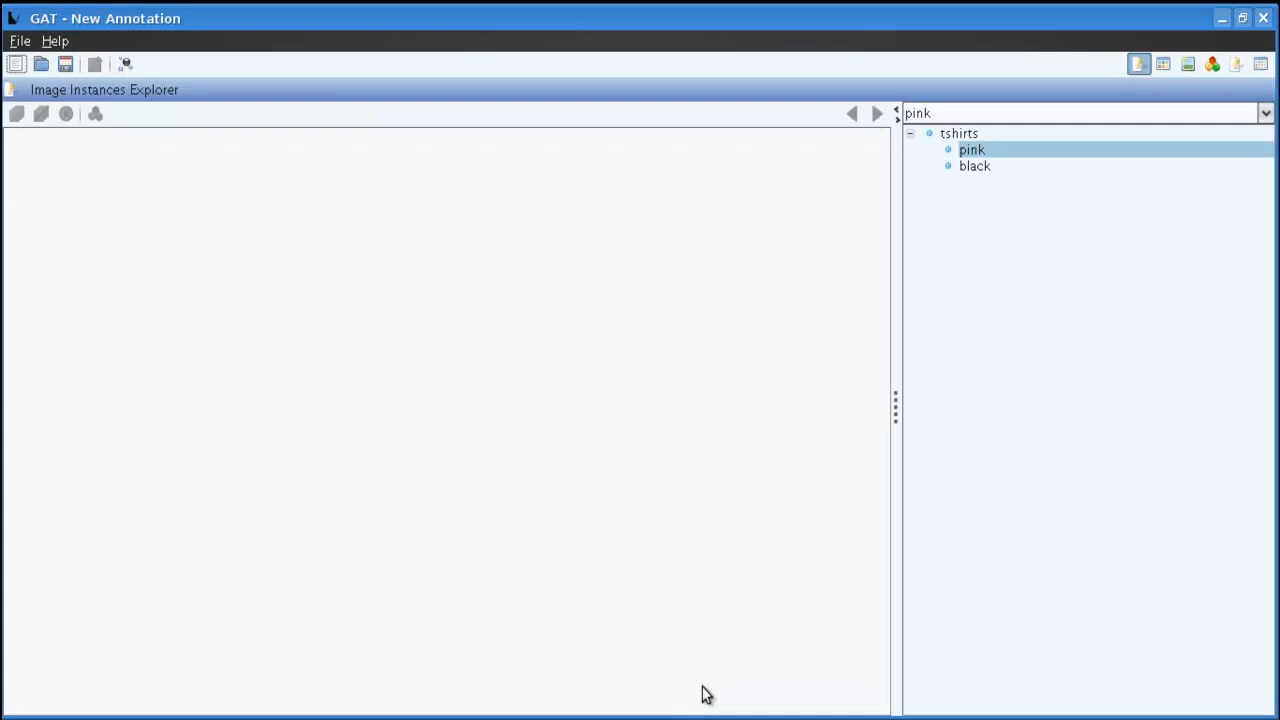 GAT - New Annotation
File Help
Image Instances Explorer
pink
tshirts
pink
black